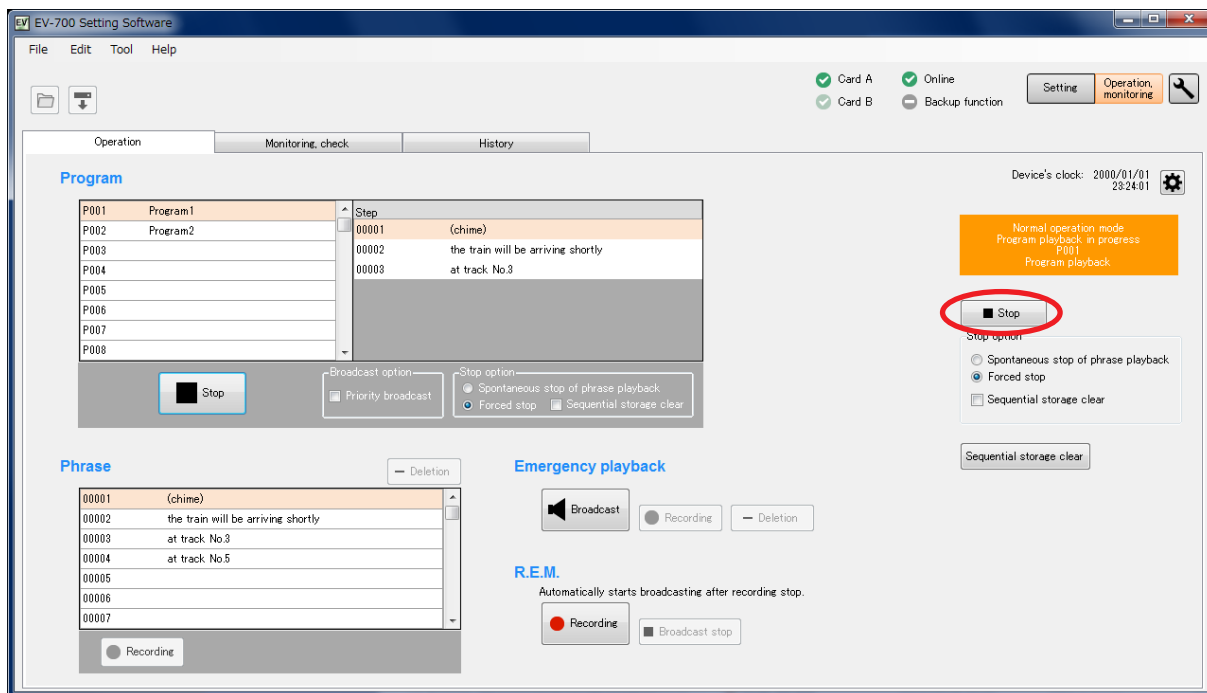 EV EV-700 Setting Software
File Edit Tool Help
Card A Online
Card B Backup function
Setting Operation, monitoring
Operation Monitoring, check History
Program
Device's clock: 2000/01/01
23:24:01
P001 Program1
P002 Program2
P003
P004
P005
P006
P007
P008
Step
00001 (chime)
00002 the train will be arriving shortly
00003 at track No.3
Normal operation mode
Program playback in progress
P001
Program playback
Stop
Stop option
Spontaneous stop of phrase playback
Forced stop
Sequential storage clear
Stop
Broadcast option
Priority broadcast
Stop option
Spontaneous stop of phrase playback
Forced stop Sequential storage clear
Sequential storage clear
Phrase
Deletion
00001 (chime)
00002 the train will be arriving shortly
00003 at track No.3
00004 at track No.5
00005
00006
00007
Recording
Emergency playback
Broadcast Recording Deletion
R.E.M.
Automatically starts broadcasting after recording stop.
Recording Broadcast stop